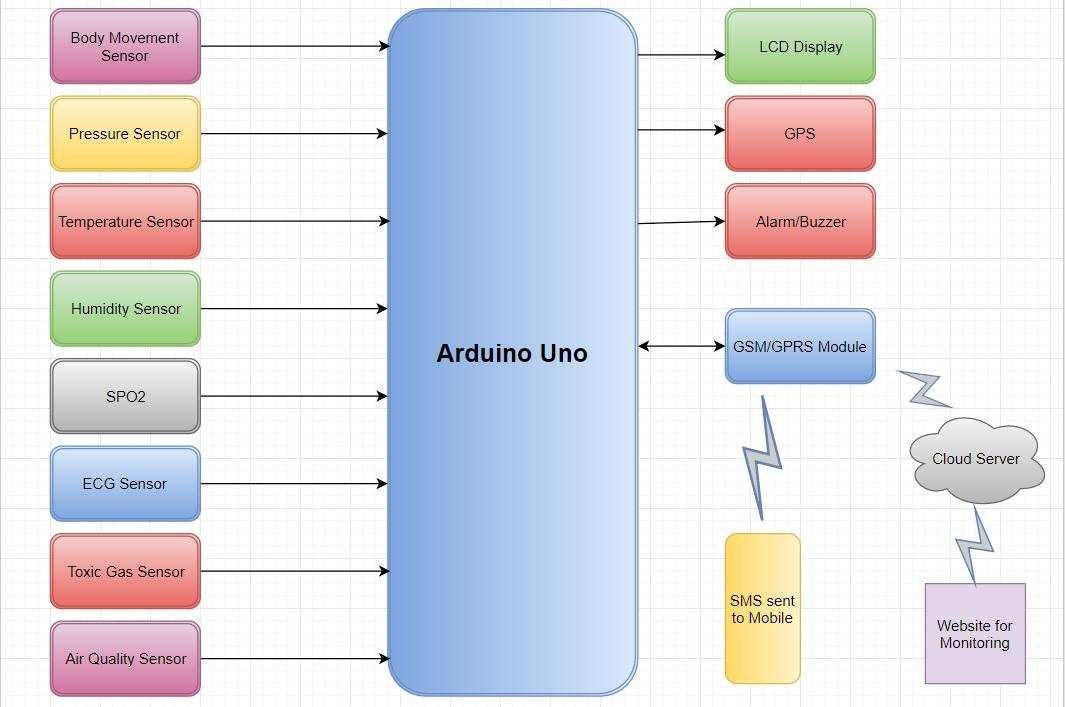 Body Movement
Sensor
Pressure Sensor
Temperature Sensor
Humidity Sensor
SPO2
ECG Sensor
Toxic Gas Sensor
Air Quality Sensor
Arduino Uno
LCD Display
GPS
Alarm/Buzzer
GSM/GPRS Module
Cloud Server
SMS sent
to Mobile
Website for
Monitoring